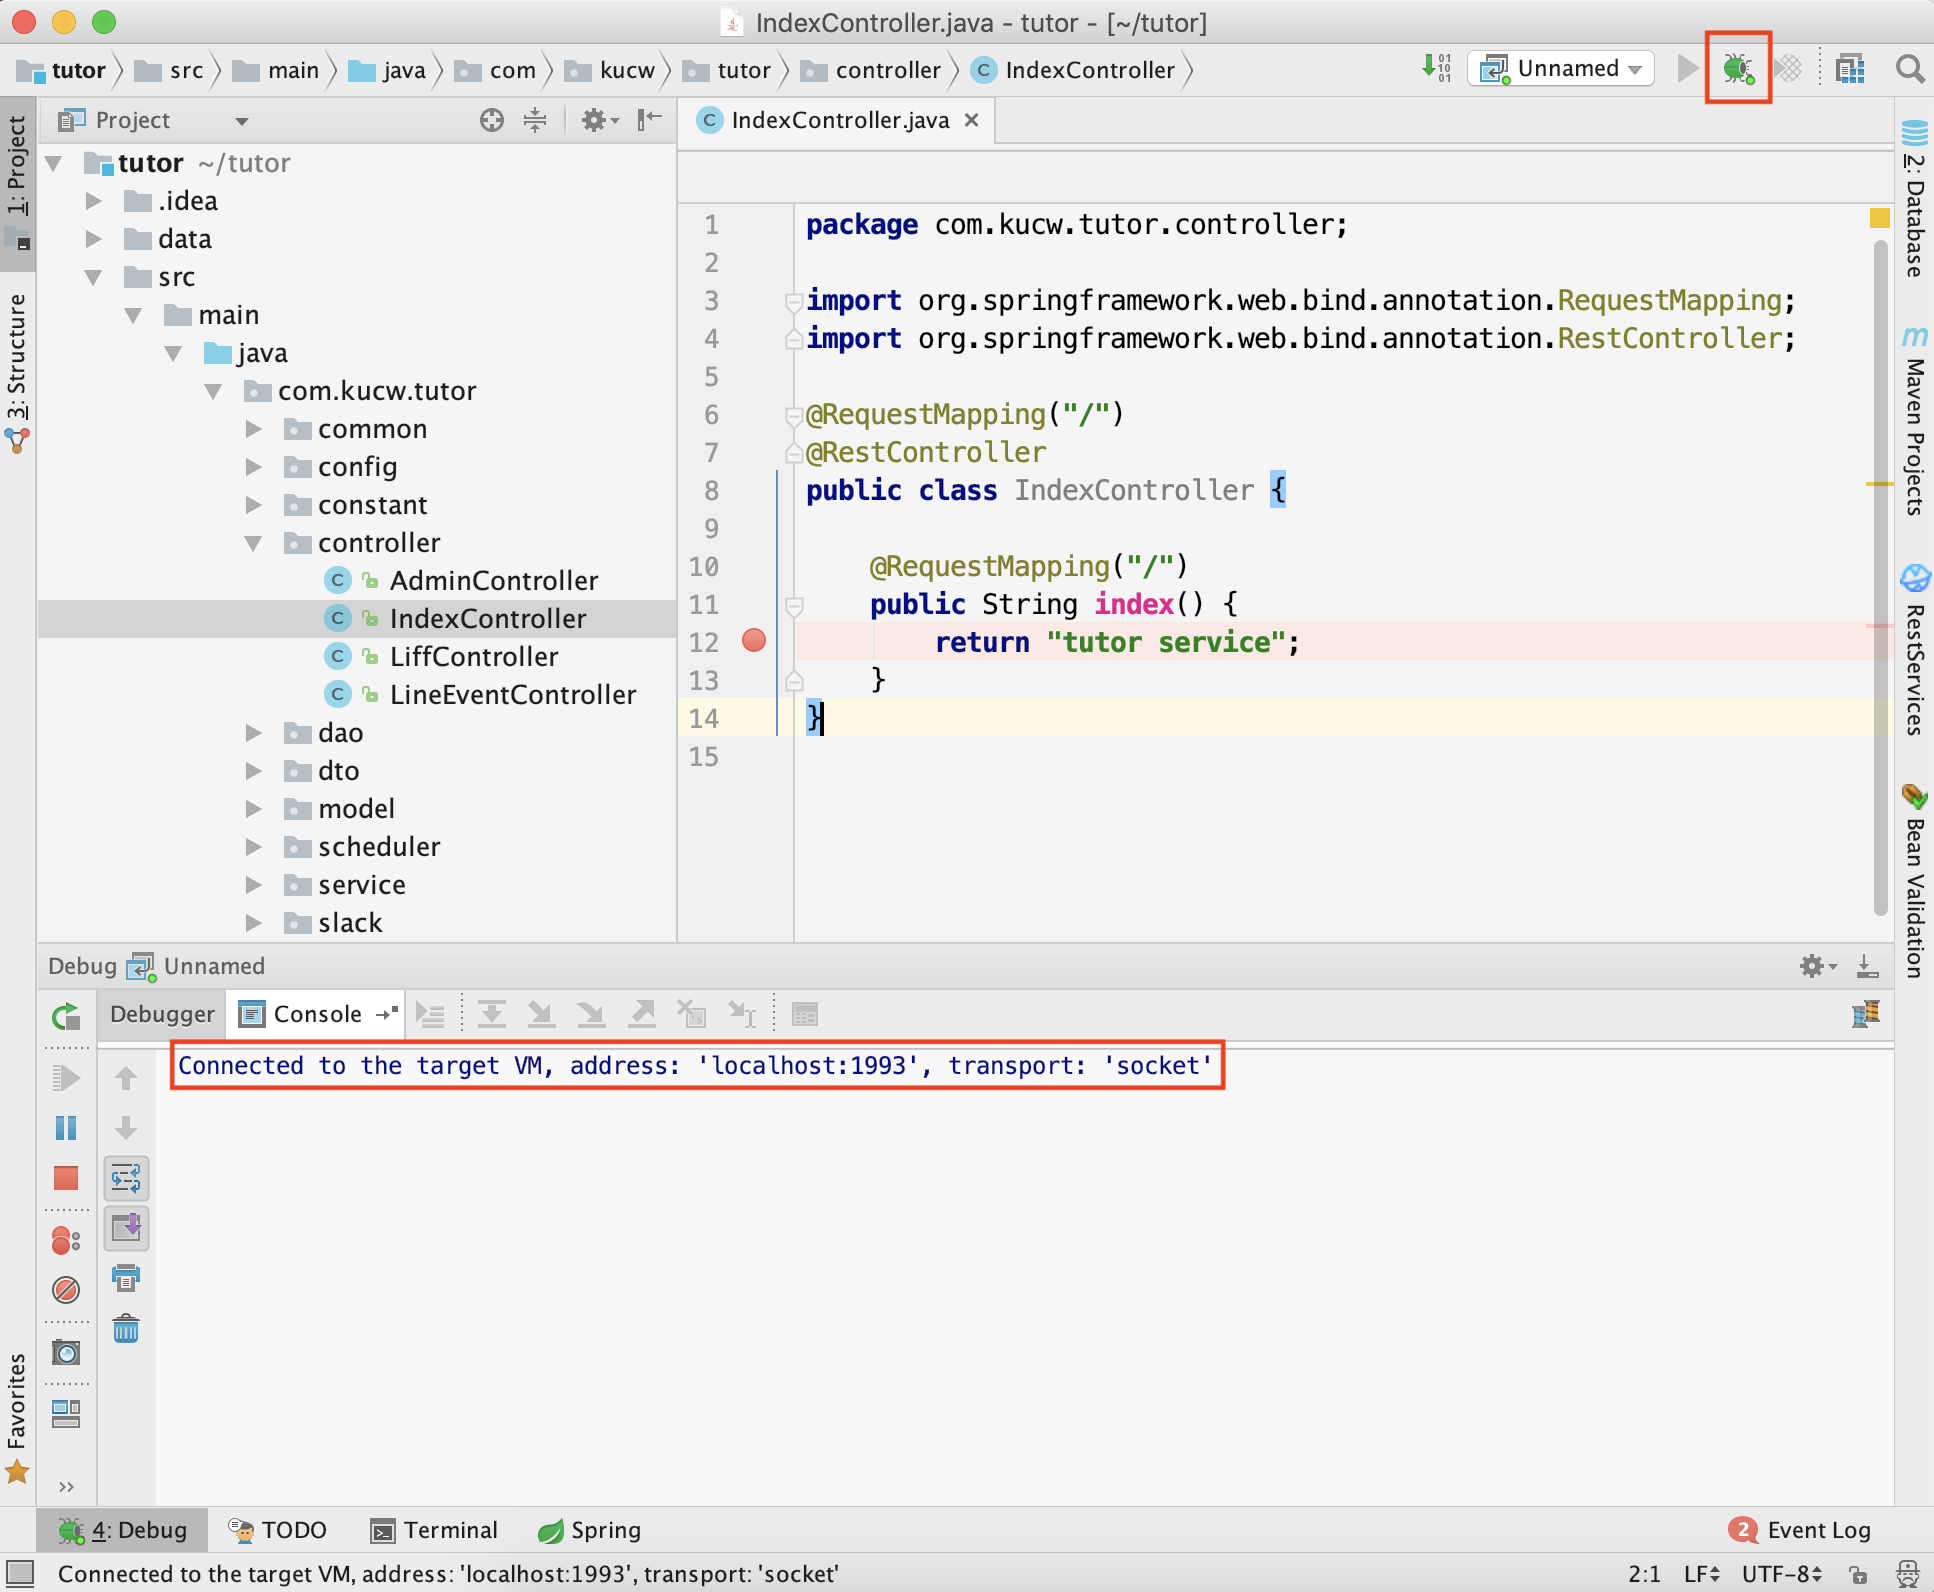 IndexController.java - tutor - [~/tutor]
tutor src main java com kucw tutor controller IndexController
Unnamed
1: Project
3: Structure
Favorites
Project
tutor ~/tutor
.idea
data
src
main
java
com.kucw.tutor
common
config
constant
controller
AdminController
IndexController
LiffController
LineEventController
dao
dto
model
scheduler
service
slack
IndexController.java
1 package com.kucw.tutor.controller;
2
3 import org.springframework.web.bind.annotation.RequestMapping;
4 import org.springframework.web.bind.annotation.RestController;
5
6 @RequestMapping("/")
7 @RestController
8 public class IndexController {
9
10 @RequestMapping("/")
11 public String index() {
12 return "tutor service";
13 }
14 }
15
2: Database
Maven Projects
RestServices
Bean Validation
Debug Unnamed
Debugger Console
Connected to the target VM, address: 'localhost:1993', transport: 'socket'
4: Debug TODO Terminal Spring 2 Event Log
Connected to the target VM, address: 'localhost:1993', transport: 'socket' 2:1 LF UTF-8